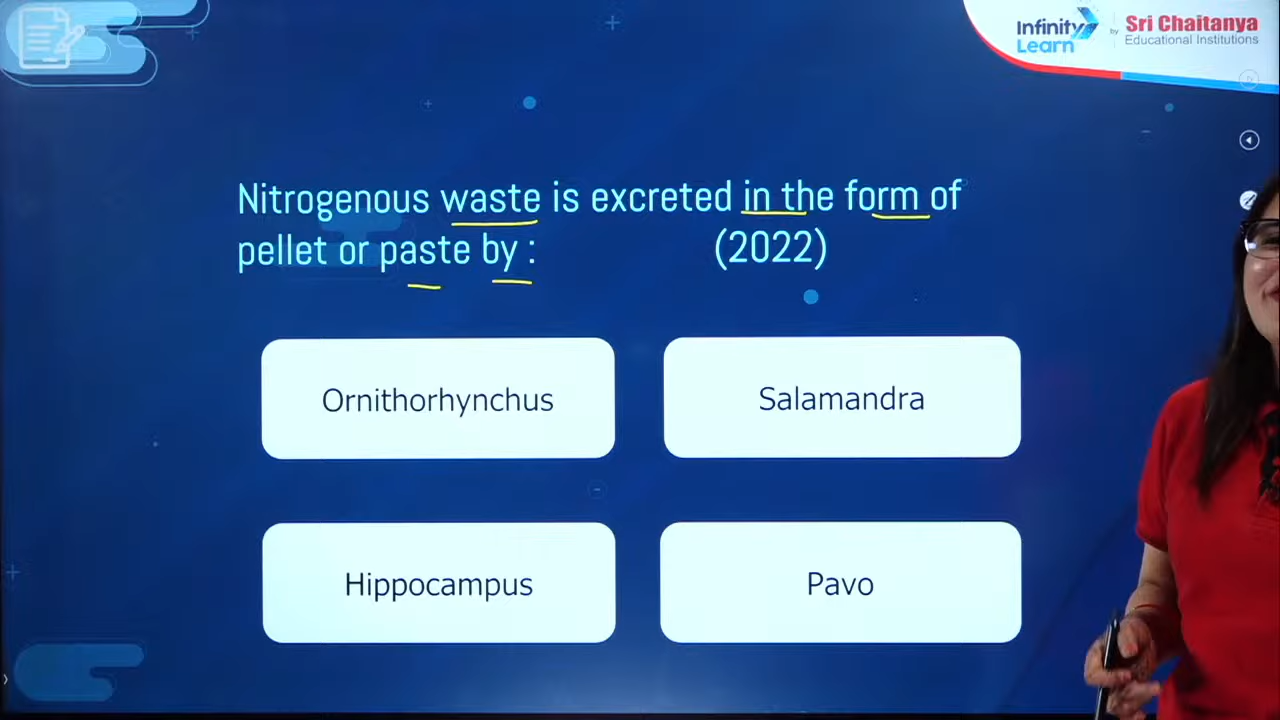 Infinity Learn by Sri Chaitanya
Educational Institutions
Nitrogenous waste is excreted in the form of
pellet or paste by : (2022)
Ornithorhynchus
Salamandra
Hippocampus
Pavo